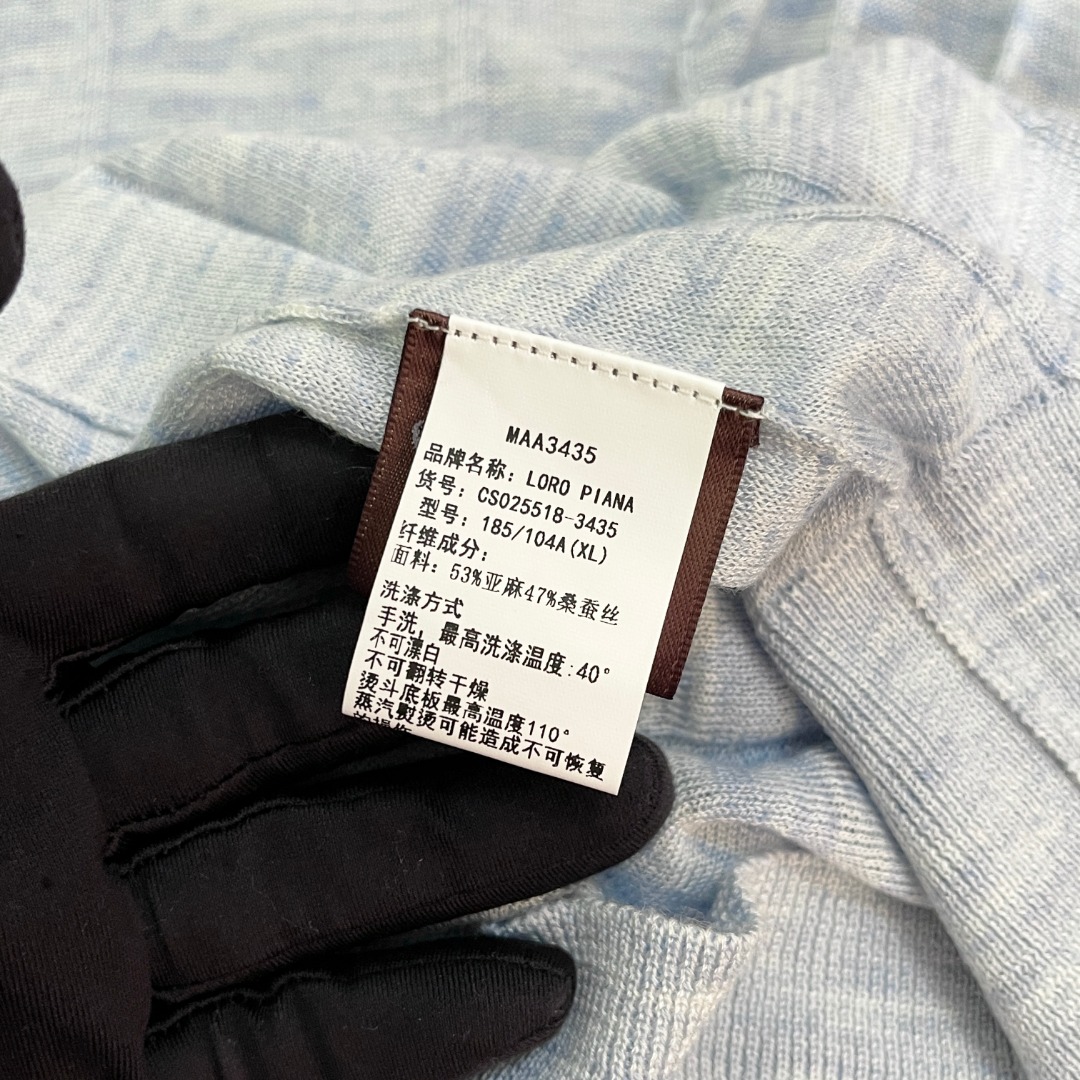 MAA3435
品牌名称: LORO PIANA
货号: CS025518-3435
型号: 185/104A(XL)
纤维成分:
面料: 53%亚麻47%桑蚕丝
洗涤方式
手洗, 最高洗涤温度:40°
不可漂白
不可翻转干燥
烫斗底板最高温度110°
蒸汽熨烫可能造成不可恢复